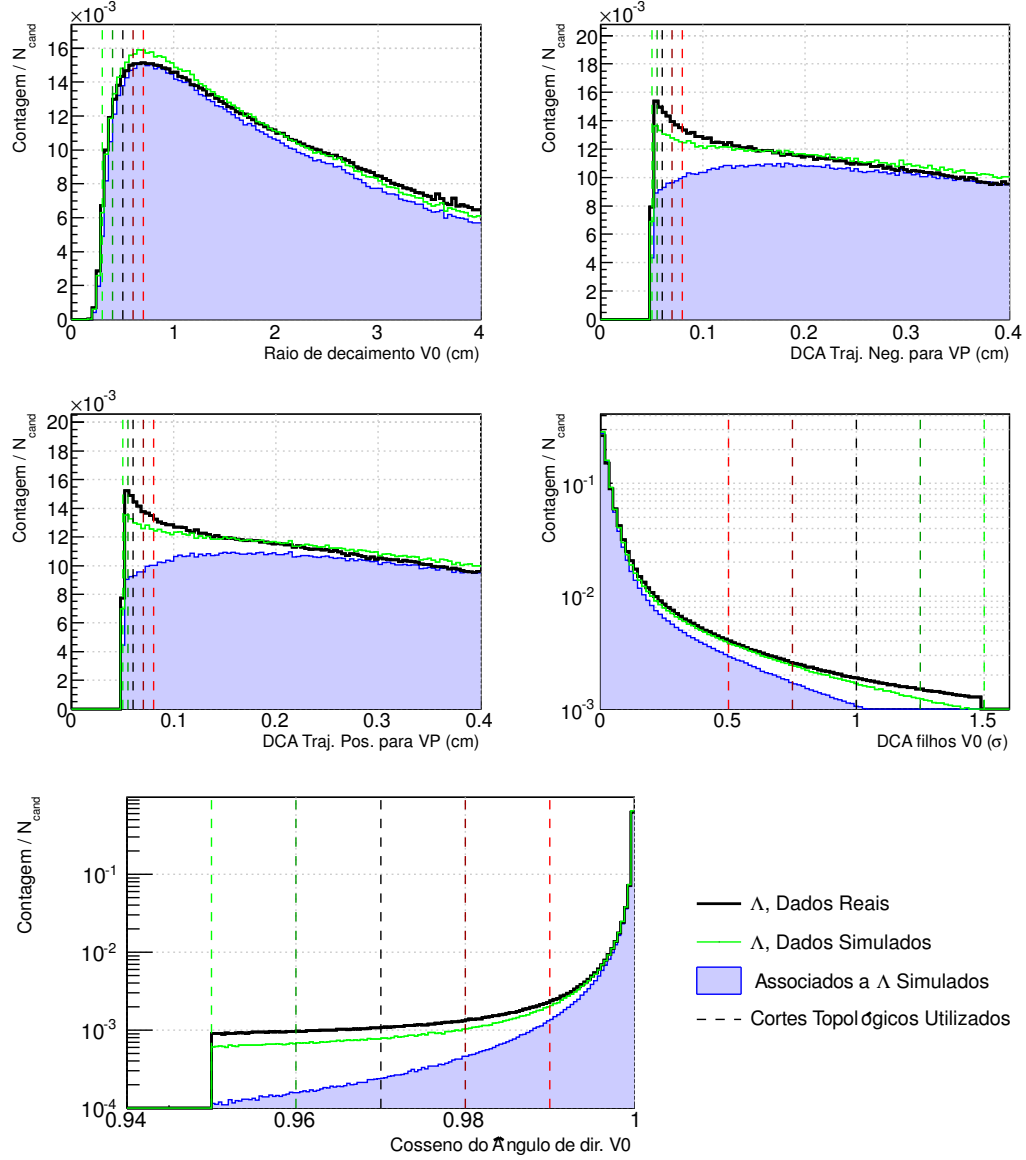 ×10⁻³
Contagem / N_cand
16
14
12
10
8
6
4
2
0
0 1 2 3 4
Raio de decaimento V0 (cm)
×10⁻³
Contagem / N_cand
20
18
16
14
12
10
8
6
4
2
0
0 0.1 0.2 0.3 0.4
DCA Traj. Neg. para VP (cm)
×10⁻³
Contagem / N_cand
20
18
16
14
12
10
8
6
4
2
0
0 0.1 0.2 0.3 0.4
DCA Traj. Pos. para VP (cm)
Contagem / N_cand
10⁻¹
10⁻²
10⁻³
0 0.5 1 1.5
DCA filhos V0 (σ)
Contagem / N_cand
10⁻¹
10⁻²
10⁻³
10⁻⁴
0.94 0.96 0.98 1
Cosseno do Ângulo de dir. V0
Λ, Dados Reais
Λ, Dados Simulados
Associados a Λ Simulados
Cortes Topológicos Utilizados